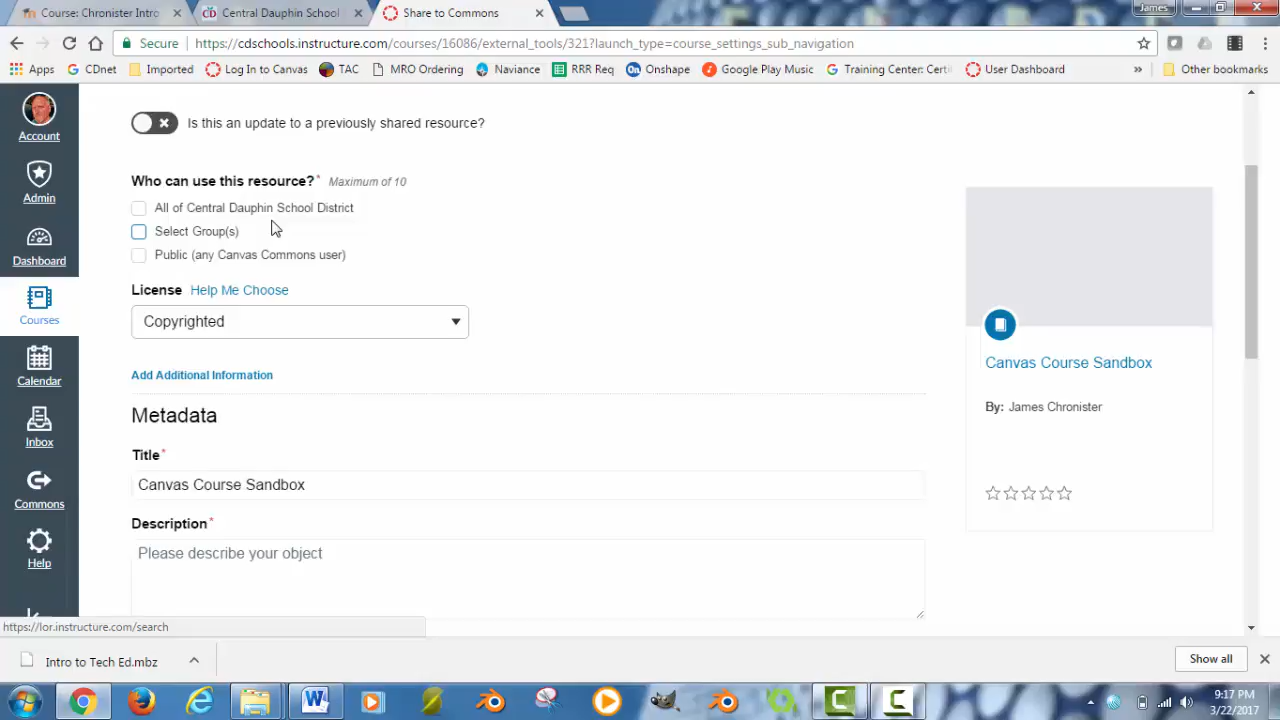 Course: Chronister Intro
Central Dauphin School
Share to Commons
James
Secure
https://cdschools.instructure.com/courses/16086/external_tools/321?launch_type=course_settings_sub_navigation
Apps
CDnet
Imported
Log In to Canvas
TAC
MRO Ordering
Naviance
RRR Req
Onshape
Google Play Music
Training Center: Certi
User Dashboard
»
Other bookmarks
Account
Admin
Dashboard
Courses
Calendar
Inbox
Commons
Help
Is this an update to a previously shared resource?
Who can use this resource?* Maximum of 10
All of Central Dauphin School District
Select Group(s)
Public (any Canvas Commons user)
License Help Me Choose
Copyrighted
Add Additional Information
Metadata
Title*
Canvas Course Sandbox
Description*
Please describe your object
Canvas Course Sandbox
By: James Chronister
https://lor.instructure.com/search
Intro to Tech Ed.mbz
Show all
9:17 PM
3/22/2017